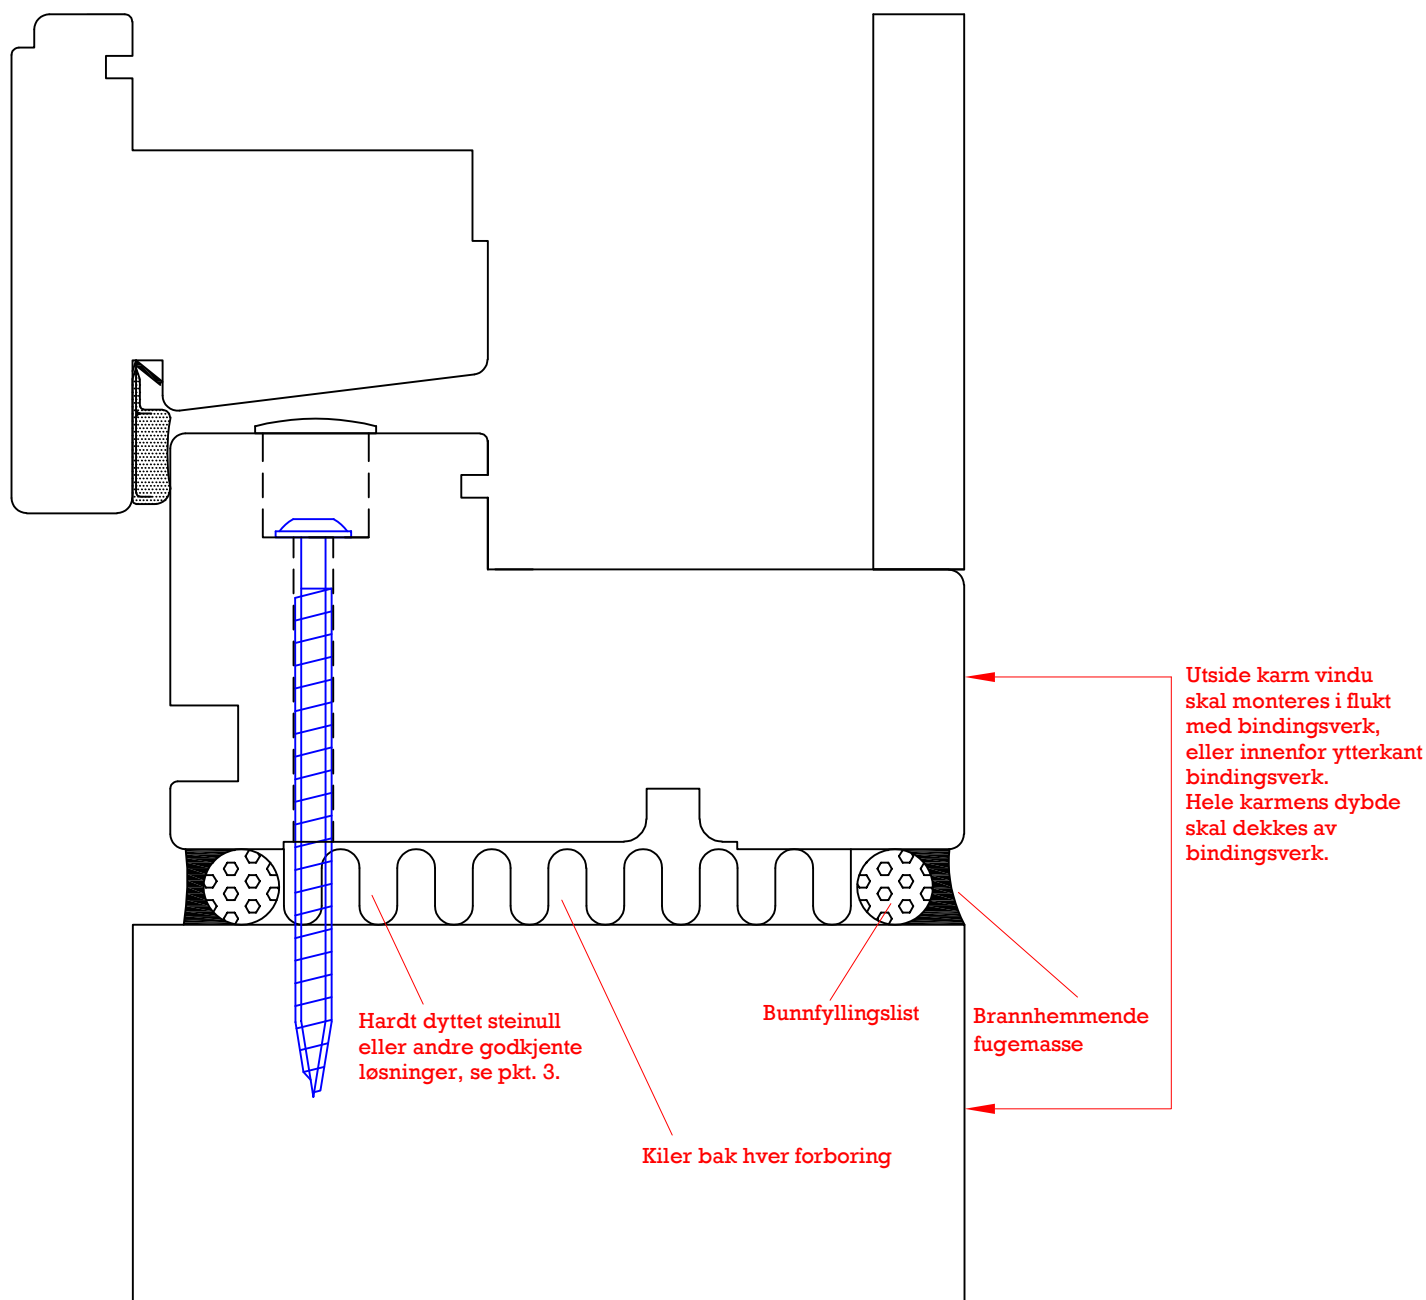 Utside karm vindu
skal monteres i flukt
med bindingsverk,
eller innenfor ytterkant
bindingsverk.
Hele karmens dybde
skal dekkes av
bindingsverk.
Hardt dyttet steinull
eller andre godkjente
løsninger, se pkt. 3.
Bunnfyllingslist
Brannhemmende
fugemasse
Kiler bak hver forboring